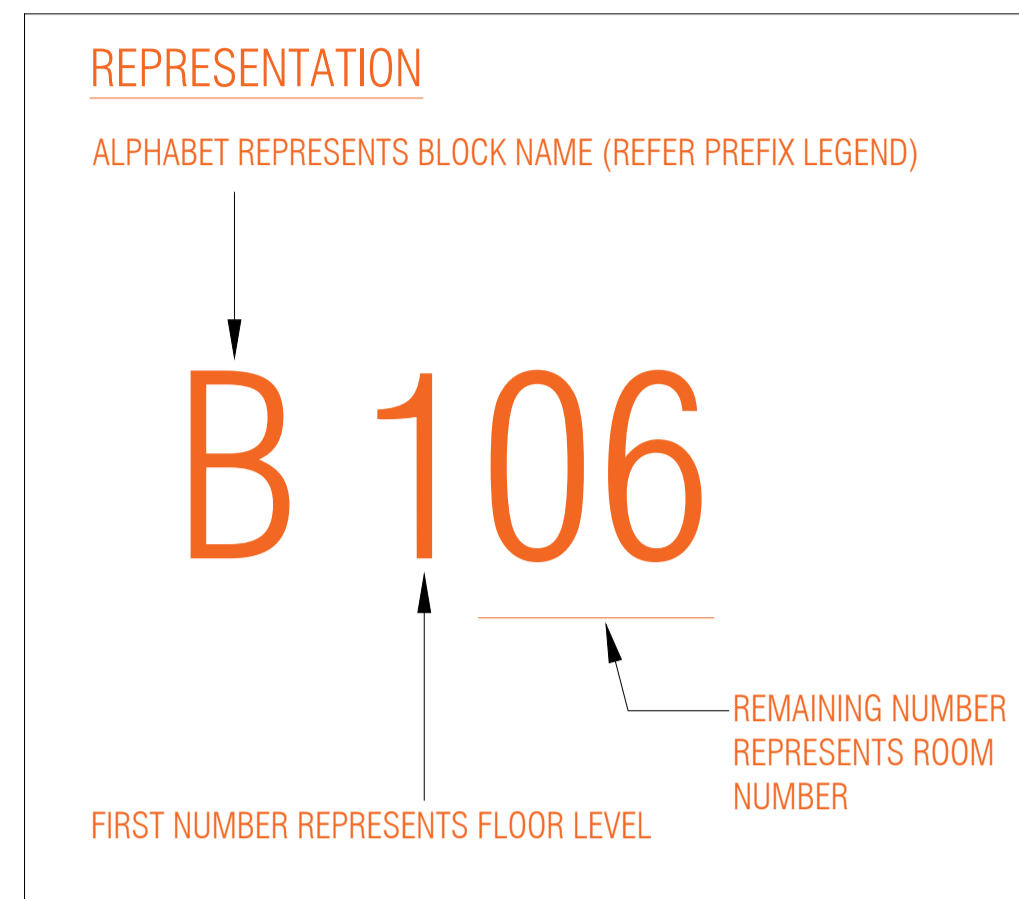 REPRESENTATION
ALPHABET REPRESENTS BLOCK NAME (REFER PREFIX LEGEND)
B 106
REMAINING NUMBER
REPRESENTS ROOM
NUMBER
FIRST NUMBER REPRESENTS FLOOR LEVEL